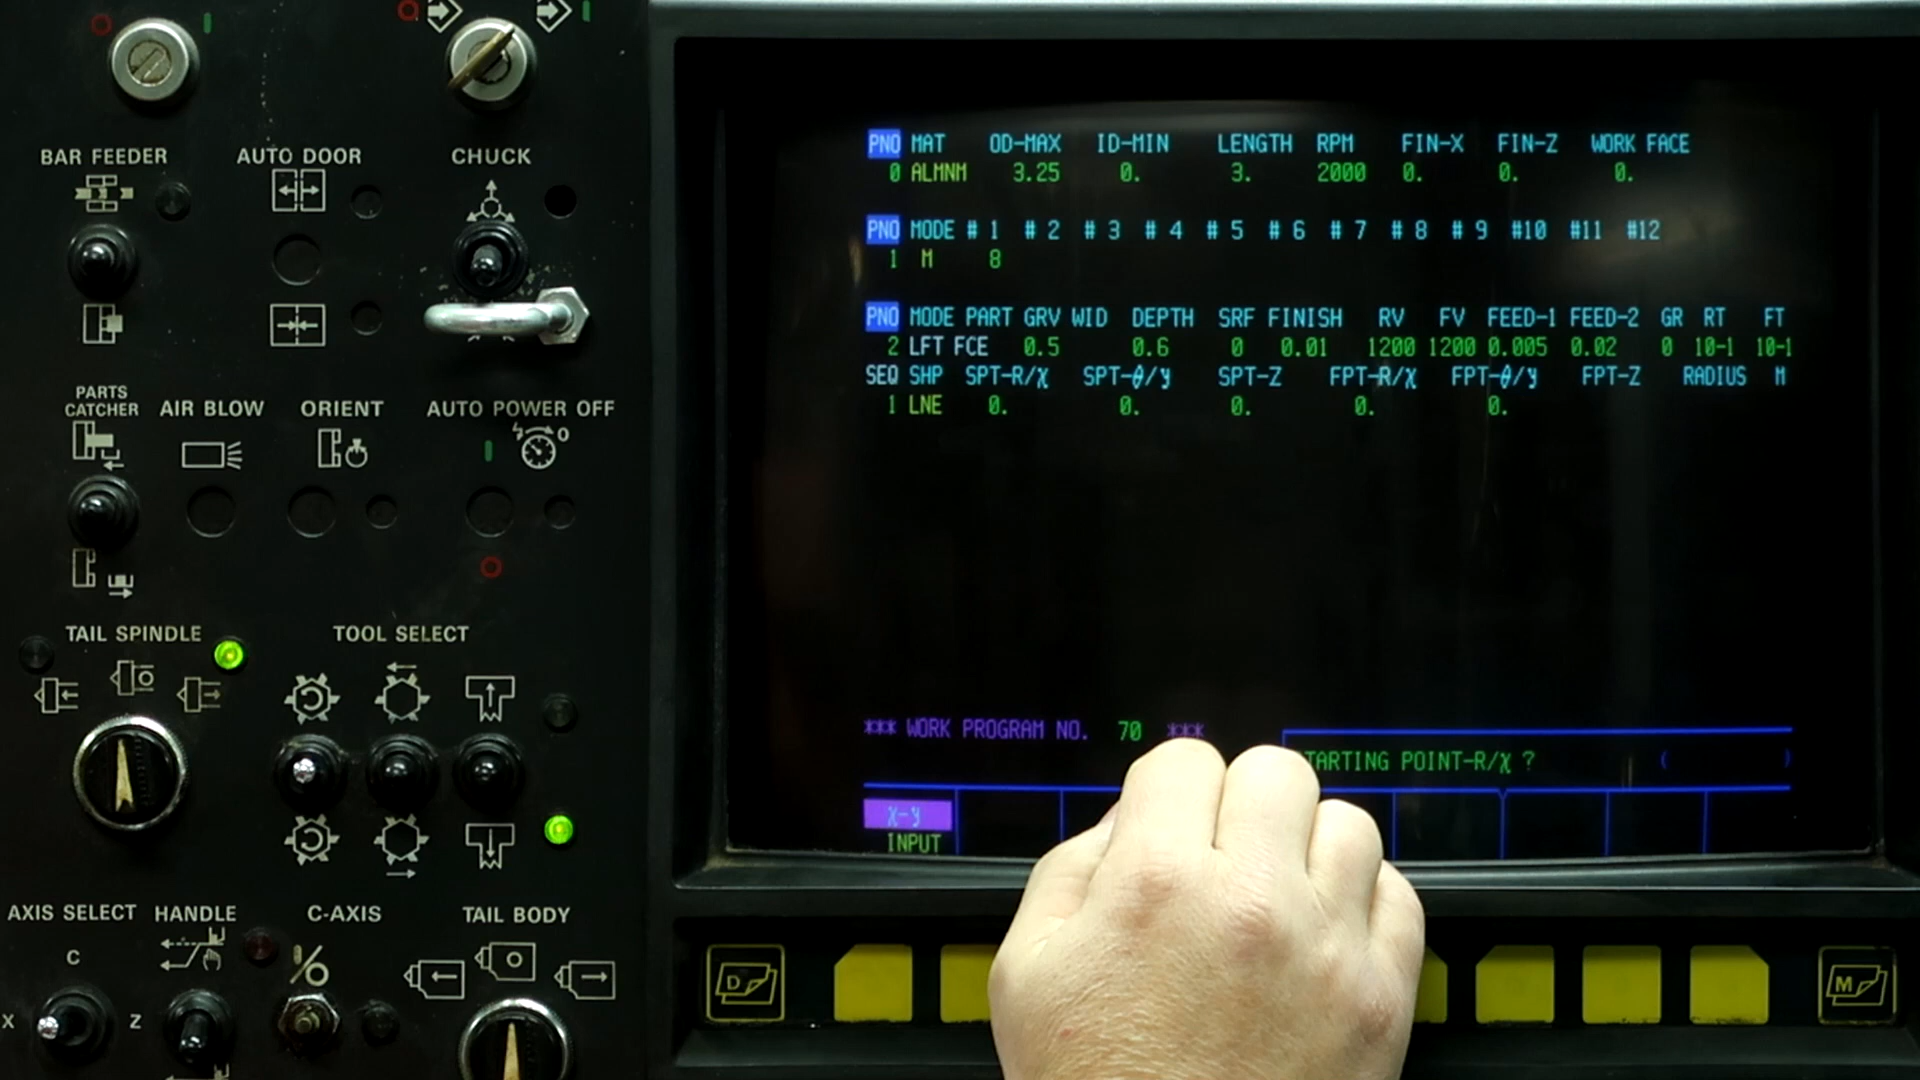 BAR FEEDER AUTO DOOR CHUCK
PARTS
CATCHER AIR BLOW ORIENT AUTO POWER OFF
TAIL SPINDLE TOOL SELECT
AXIS SELECT HANDLE C-AXIS TAIL BODY
C
X Z
PNO MAT OD-MAX ID-MIN LENGTH RPM FIN-X FIN-Z WORK FACE
0 ALMNM 3.25 0. 3. 2000 0. 0. 0.
PNO MODE # 1 # 2 # 3 # 4 # 5 # 6 # 7 # 8 # 9 #10 #11 #12
1 M 8
PNO MODE PART GRV WID DEPTH SRF FINISH RV FV FEED-1 FEED-2 GR RT FT
2 LFT FCE 0.5 0.6 0 0.01 1200 1200 0.005 0.02 0 10-1 10-1
SEQ SHP SPT-R/X SPT-θ/y SPT-Z FPT-R/X FPT-θ/y FPT-Z RADIUS M
1 LNE 0. 0. 0. 0. 0.
*** WORK PROGRAM NO. 70 ***
TARTING POINT-R/X ? ( )
X-y
INPUT
D M